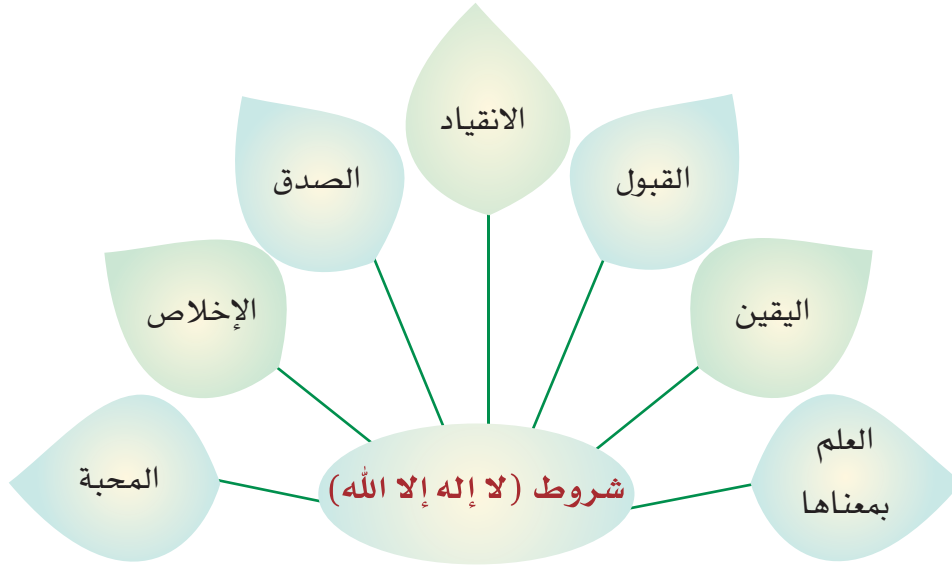 شروط (لا إله إلا الله)
العلم
بمعناها
اليقين
القبول
الانقياد
الصدق
الإخلاص
المحبة